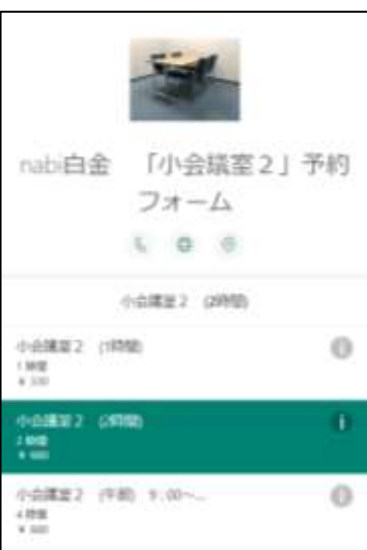 nabi白金 「小会議室2」予約
フォーム
小会議室2 (2時間)
小会議室2 (1時間)
1 時間
小会議室2 (2時間)
2 時間
小会議室2 (午前) 9:00~...
4 時間